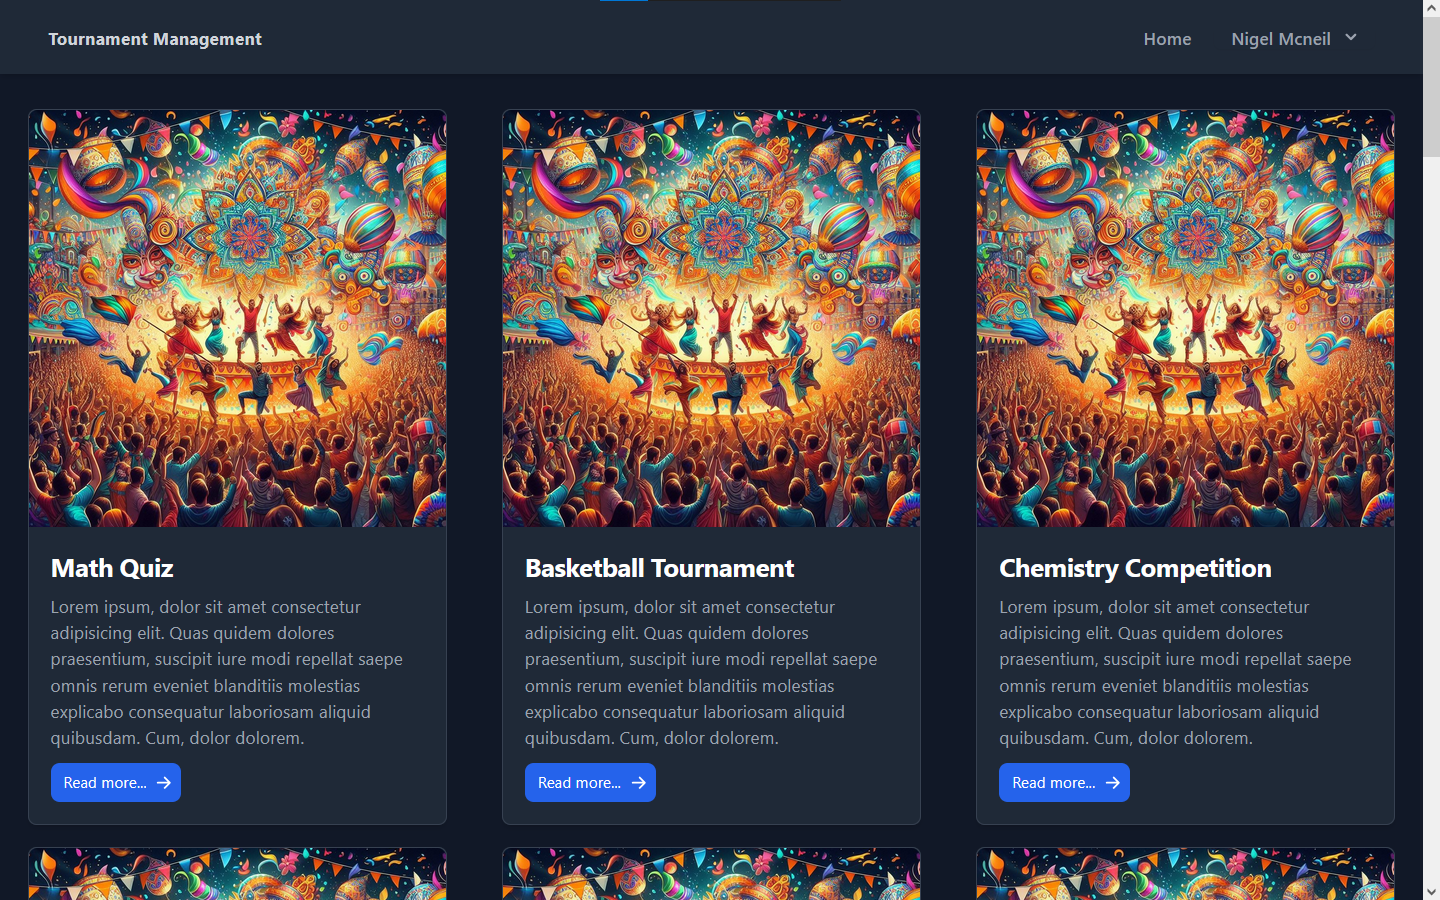 Tournament Management
Home
Nigel Mcneil
Math Quiz
Lorem ipsum, dolor sit amet consectetur
adipisicing elit. Quas quidem dolores
praesentium, suscipit iure modi repellat saepe
omnis rerum eveniet blanditiis molestias
explicabo consequatur laboriosam aliquid
quibusdam. Cum, dolor dolorem.
Read more...
Basketball Tournament
Lorem ipsum, dolor sit amet consectetur
adipisicing elit. Quas quidem dolores
praesentium, suscipit iure modi repellat saepe
omnis rerum eveniet blanditiis molestias
explicabo consequatur laboriosam aliquid
quibusdam. Cum, dolor dolorem.
Read more...
Chemistry Competition
Lorem ipsum, dolor sit amet consectetur
adipisicing elit. Quas quidem dolores
praesentium, suscipit iure modi repellat saepe
omnis rerum eveniet blanditiis molestias
explicabo consequatur laboriosam aliquid
quibusdam. Cum, dolor dolorem.
Read more...